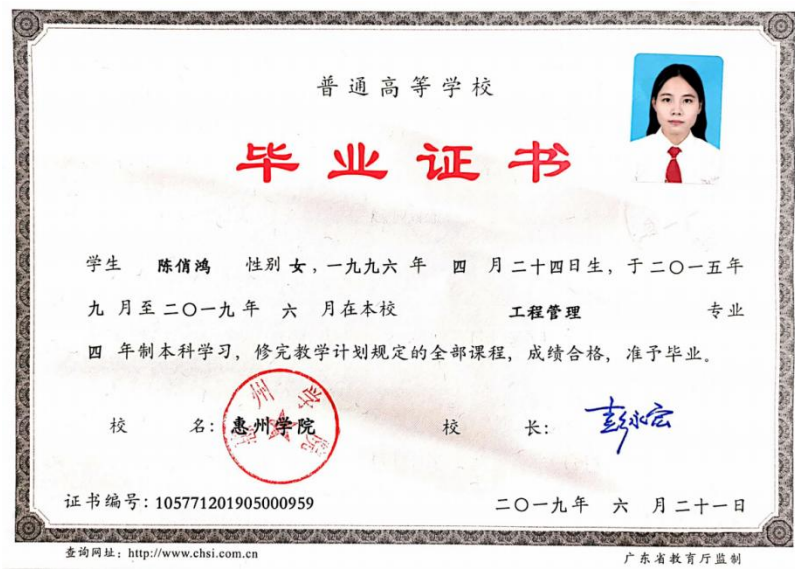 普通高等学校
毕业证书
学生 陈俏鸿 性别 女，一九九六 年 四 月 二十四日生，于二〇一五年
九 月至 二〇一九 年 六 月在本校 工程管理 专业
四 年制本科学习，修完教学计划规定的全部课程，成绩合格，准予毕业。
校 名：惠州学院 校 长：彭永宏
证书编号：105771201905000959 二〇一九年 六 月二十一日
查询网址：http://www.chsi.com.cn 广东省教育厅监制